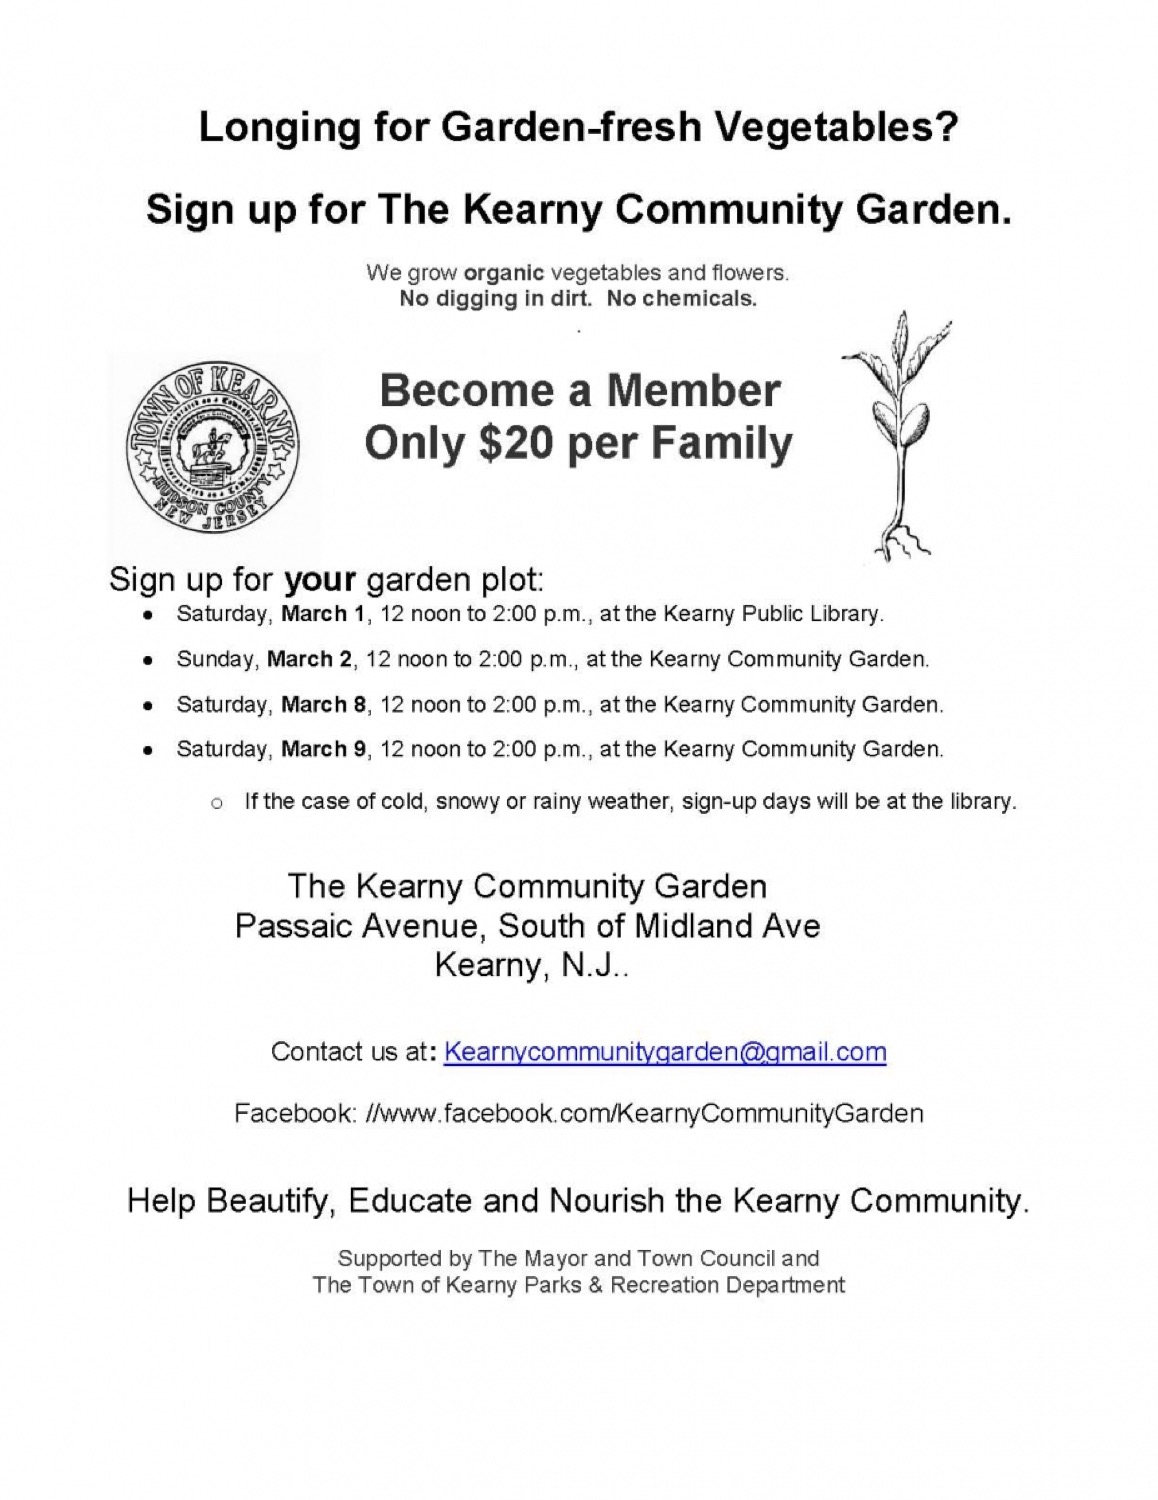 Longing for Garden-fresh Vegetables?
Sign up for The Kearny Community Garden.
We grow organic vegetables and flowers.
No digging in dirt. No chemicals.
TOWN OF KEARNY
HUDSON COUNTY
NEW JERSEY
Become a Member
Only $20 per Family
Sign up for your garden plot:
• Saturday, March 1, 12 noon to 2:00 p.m., at the Kearny Public Library.
• Sunday, March 2, 12 noon to 2:00 p.m., at the Kearny Community Garden.
• Saturday, March 8, 12 noon to 2:00 p.m., at the Kearny Community Garden.
• Saturday, March 9, 12 noon to 2:00 p.m., at the Kearny Community Garden.
o If the case of cold, snowy or rainy weather, sign-up days will be at the library.
The Kearny Community Garden
Passaic Avenue, South of Midland Ave
Kearny, N.J..
Contact us at: Kearnycommunitygarden@gmail.com
Facebook: //www.facebook.com/KearnyCommunityGarden
Help Beautify, Educate and Nourish the Kearny Community.
Supported by The Mayor and Town Council and
The Town of Kearny Parks & Recreation Department